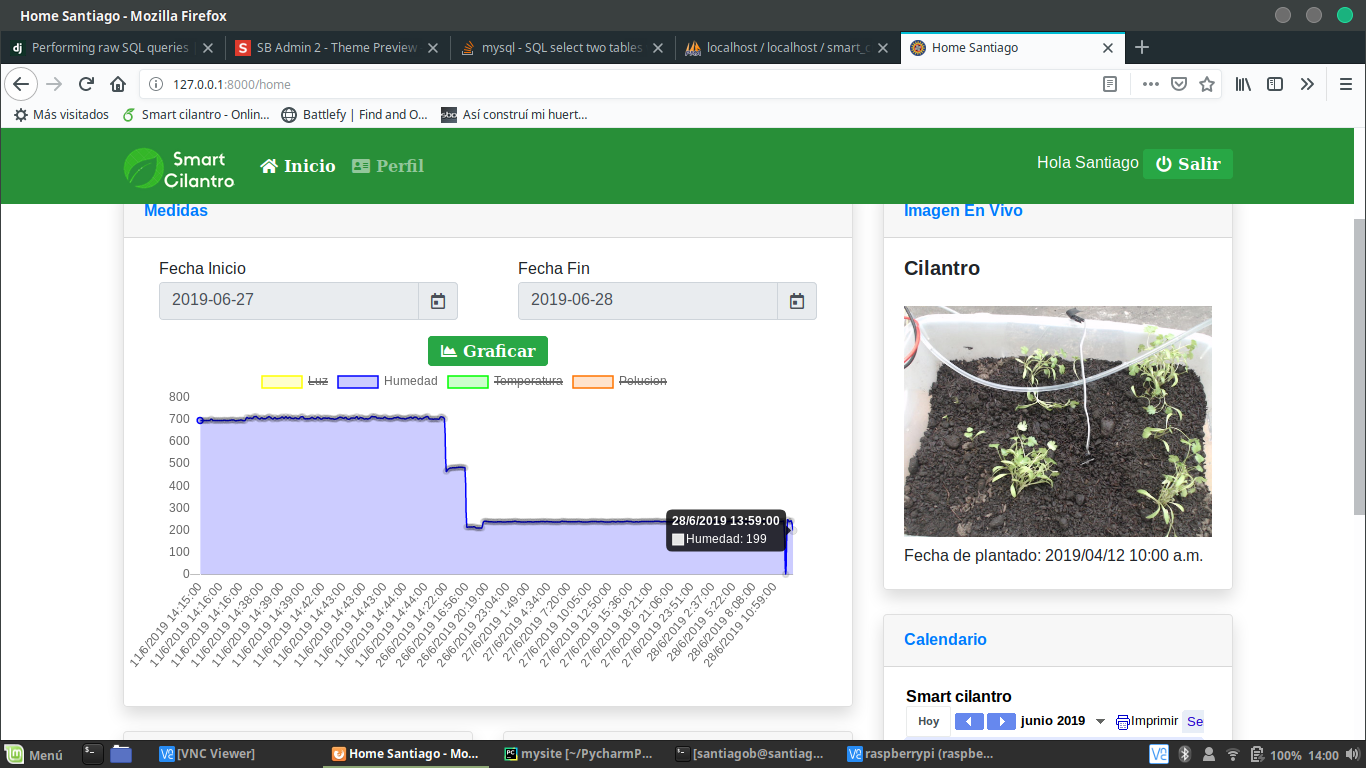 Home Santiago - Mozilla Firefox
Performing raw SQL queries
SB Admin 2 - Theme Preview
mysql - SQL select two tables
localhost / localhost / smart_c
Home Santiago
127.0.0.1:8000/home
Más visitados
Smart cilantro - Onlin...
Battlefy | Find and O...
Así construí mi huert...
Smart Cilantro
Inicio
Perfil
Hola Santiago
Salir
Medidas
Fecha Inicio
Fecha Fin
2019-06-27
2019-06-28
Graficar
Luz
Humedad
Temperatura
Polucion
800
700
600
500
400
300
200
100
0
28/6/2019 13:59:00
Humedad: 199
11/6/2019 14:15:00
11/6/2019 14:16:00
11/6/2019 14:16:00
11/6/2019 14:38:00
11/6/2019 14:39:00
11/6/2019 14:39:00
11/6/2019 14:42:00
11/6/2019 14:43:00
11/6/2019 14:43:00
11/6/2019 14:43:00
11/6/2019 14:44:00
11/6/2019 14:44:00
26/6/2019 14:22:00
26/6/2019 16:56:00
26/6/2019 20:19:00
26/6/2019 23:04:00
27/6/2019 1:49:00
27/6/2019 4:34:00
27/6/2019 7:20:00
27/6/2019 10:05:00
27/6/2019 12:50:00
27/6/2019 15:36:00
27/6/2019 18:21:00
27/6/2019 21:06:00
27/6/2019 23:51:00
28/6/2019 2:37:00
28/6/2019 5:22:00
28/6/2019 8:08:00
28/6/2019 10:59:00
Imagen En Vivo
Cilantro
Fecha de plantado: 2019/04/12 10:00 a.m.
Calendario
Smart cilantro
Hoy
junio 2019
Imprimir
Se
Menú
[VNC Viewer]
Home Santiago - Mo...
mysite [~/PycharmP...
[santiagob@santiag...
raspberrypi (raspbe...
100%
14:00